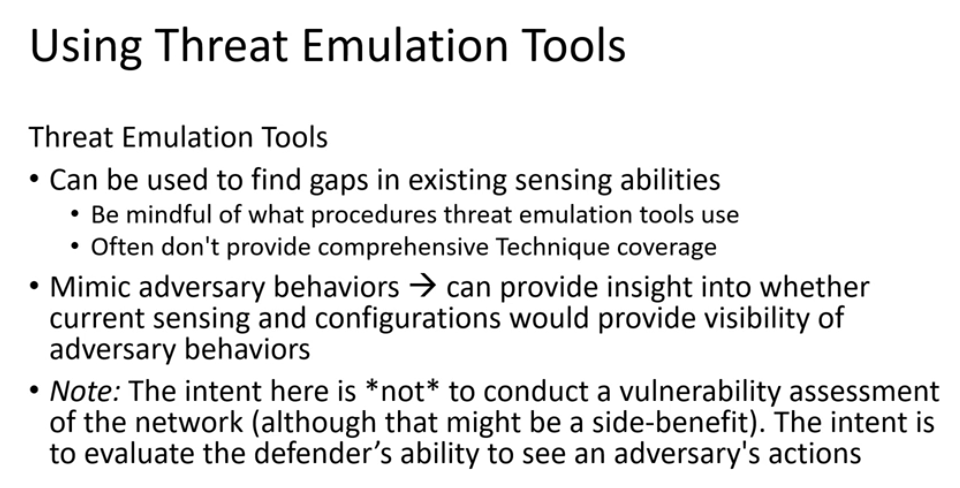 Using Threat Emulation Tools
Threat Emulation Tools
• Can be used to find gaps in existing sensing abilities
• Be mindful of what procedures threat emulation tools use
• Often don't provide comprehensive Technique coverage
• Mimic adversary behaviors → can provide insight into whether
current sensing and configurations would provide visibility of
adversary behaviors
• Note: The intent here is *not* to conduct a vulnerability assessment
of the network (although that might be a side-benefit). The intent is
to evaluate the defender’s ability to see an adversary's actions